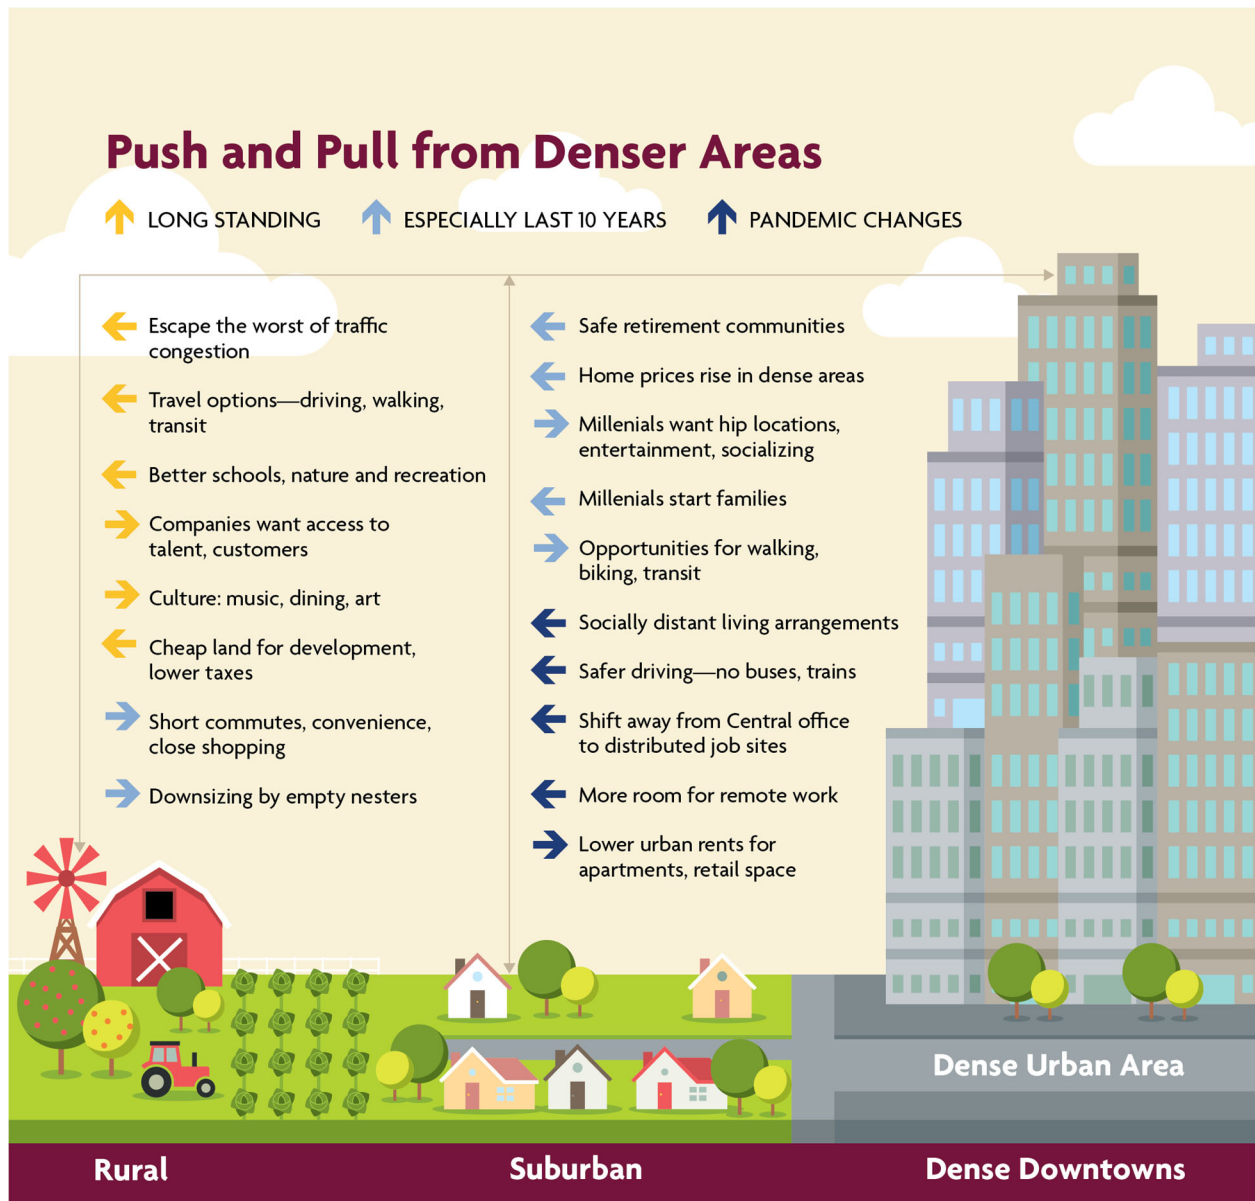 Push and Pull from Denser Areas
LONG STANDING
ESPECIALLY LAST 10 YEARS
PANDEMIC CHANGES
Escape the worst of traffic
congestion
Travel options—driving, walking,
transit
Better schools, nature and recreation
Companies want access to
talent, customers
Culture: music, dining, art
Cheap land for development,
lower taxes
Short commutes, convenience,
close shopping
Downsizing by empty nesters
Safe retirement communities
Home prices rise in dense areas
Millenials want hip locations,
entertainment, socializing
Millenials start families
Opportunities for walking,
biking, transit
Socially distant living arrangements
Safer driving—no buses, trains
Shift away from Central office
to distributed job sites
More room for remote work
Lower urban rents for
apartments, retail space
Dense Urban Area
Rural
Suburban
Dense Downtowns